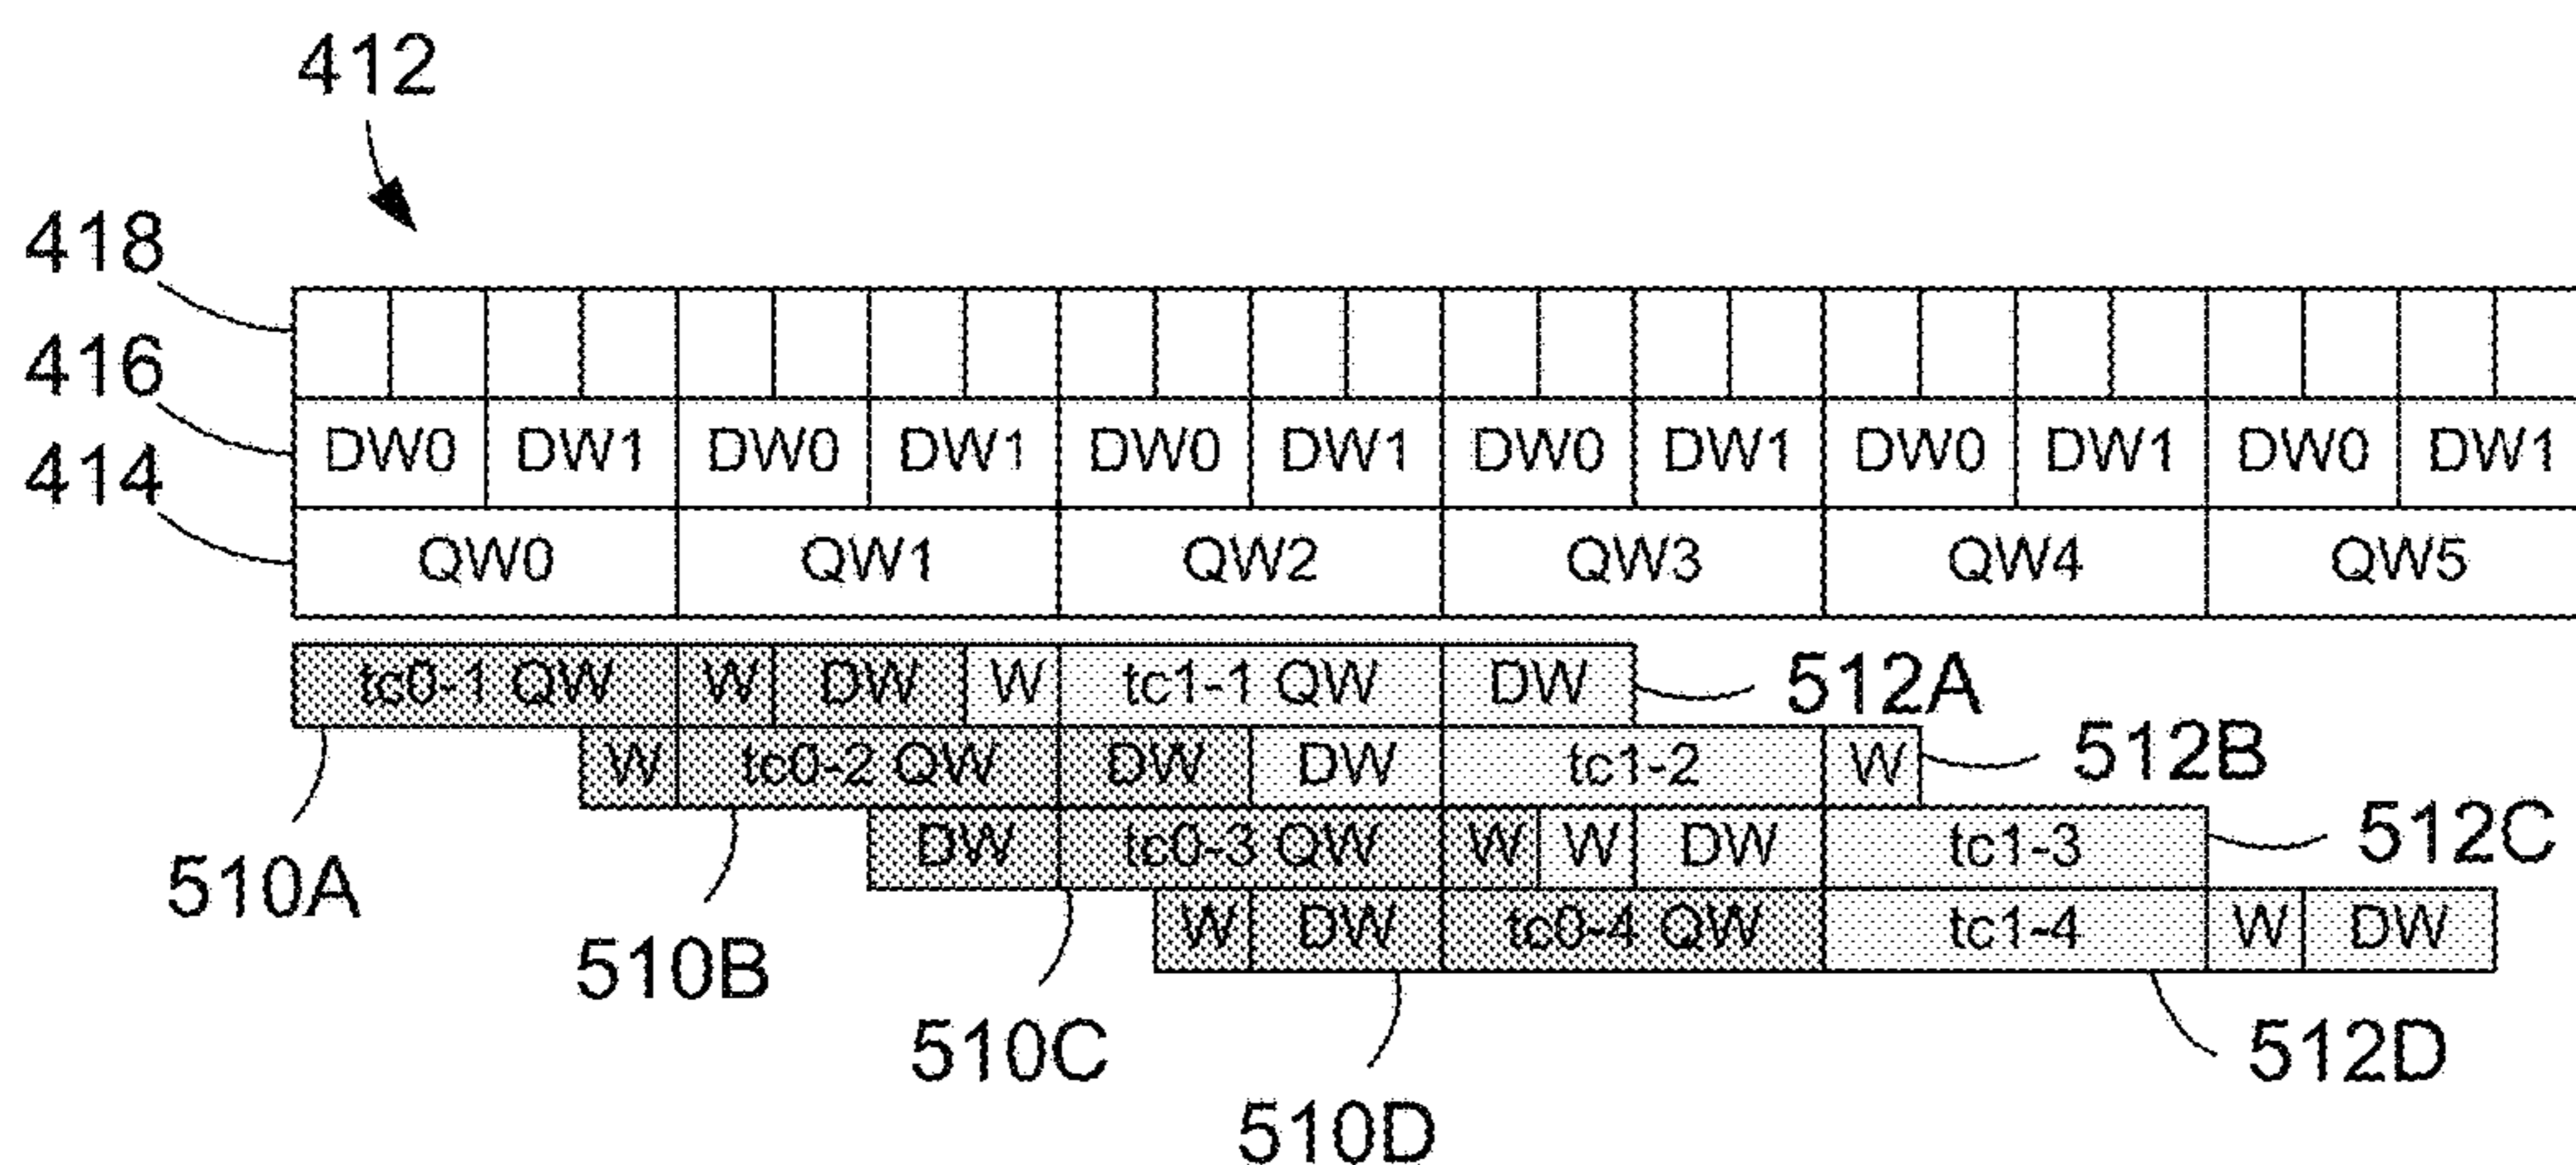 412
418
416
414
DW0 DW1 DW0 DW1 DW0 DW1 DW0 DW1 DW0 DW1 DW0 DW1
QW0 QW1 QW2 QW3 QW4 QW5
tc0-1 QW W DW W tc1-1 QW DW 512A
W tc0-2 QW DW DW tc1-2 W 512B
DW tc0-3 QW W W DW tc1-3 512C
W DW tc0-4 QW tc1-4 W DW
510A
510B
510C
512D
510D